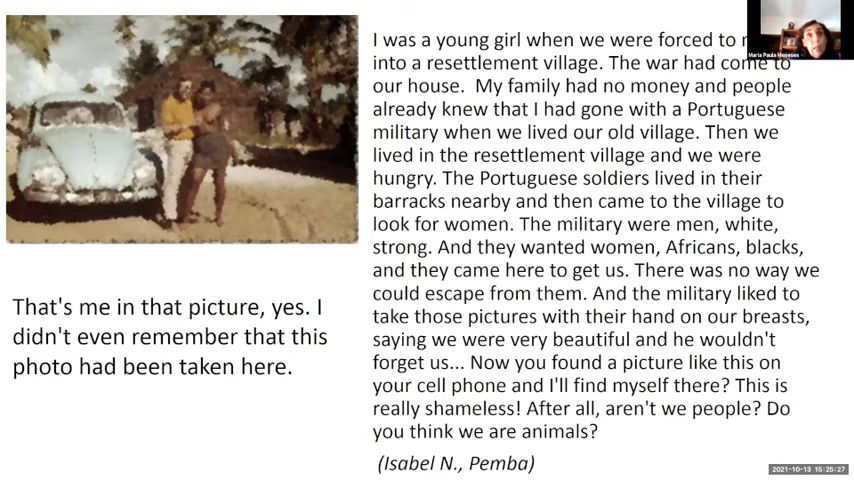 I was a young girl when we were forced to
into a resettlement village. The war had come to
our house. My family had no money and people
already knew that I had gone with a Portuguese
military when we lived our old village. Then we
lived in the resettlement village and we were
hungry. The Portuguese soldiers lived in their
barracks nearby and then came to the village to
look for women. The military were men, white,
strong. And they wanted women, Africans, blacks,
and they came here to get us. There was no way we
could escape from them. And the military liked to
take those pictures with their hand on our breasts,
saying we were very beautiful and he wouldn't
forget us... Now you found a picture like this on
your cell phone and I'll find myself there? This is
really shameless! After all, aren't we people? Do
you think we are animals?
(Isabel N., Pemba)
That's me in that picture, yes. I
didn't even remember that this
photo had been taken here.
Maria Paula Meneses
2021-10-13 15:25:27